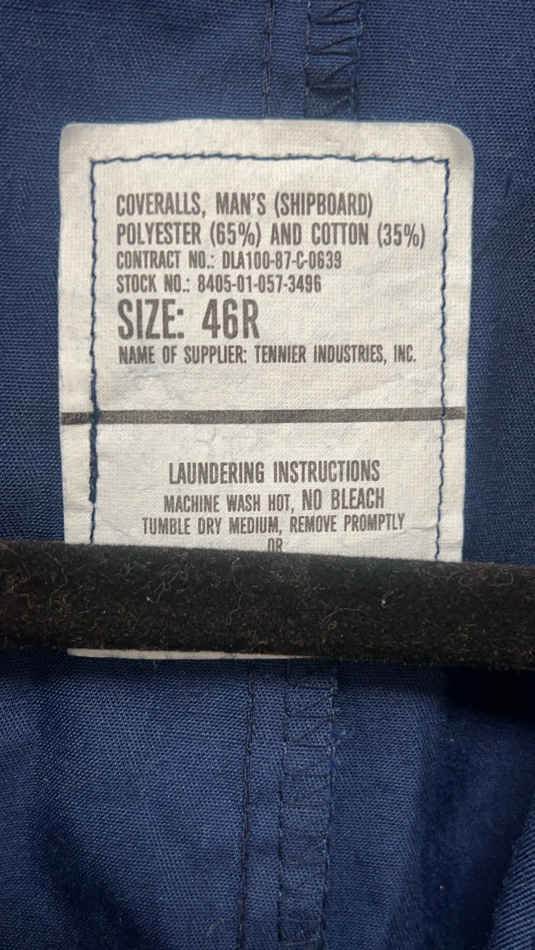 COVERALLS, MAN'S (SHIPBOARD)
POLYESTER (65%) AND COTTON (35%)
CONTRACT NO.: DLA100-87-C-0639
STOCK NO.: 8405-01-057-3496
SIZE: 46R
NAME OF SUPPLIER: TENNIER INDUSTRIES, INC.
LAUNDERING INSTRUCTIONS
MACHINE WASH HOT, NO BLEACH
TUMBLE DRY MEDIUM, REMOVE PROMPTLY
OR